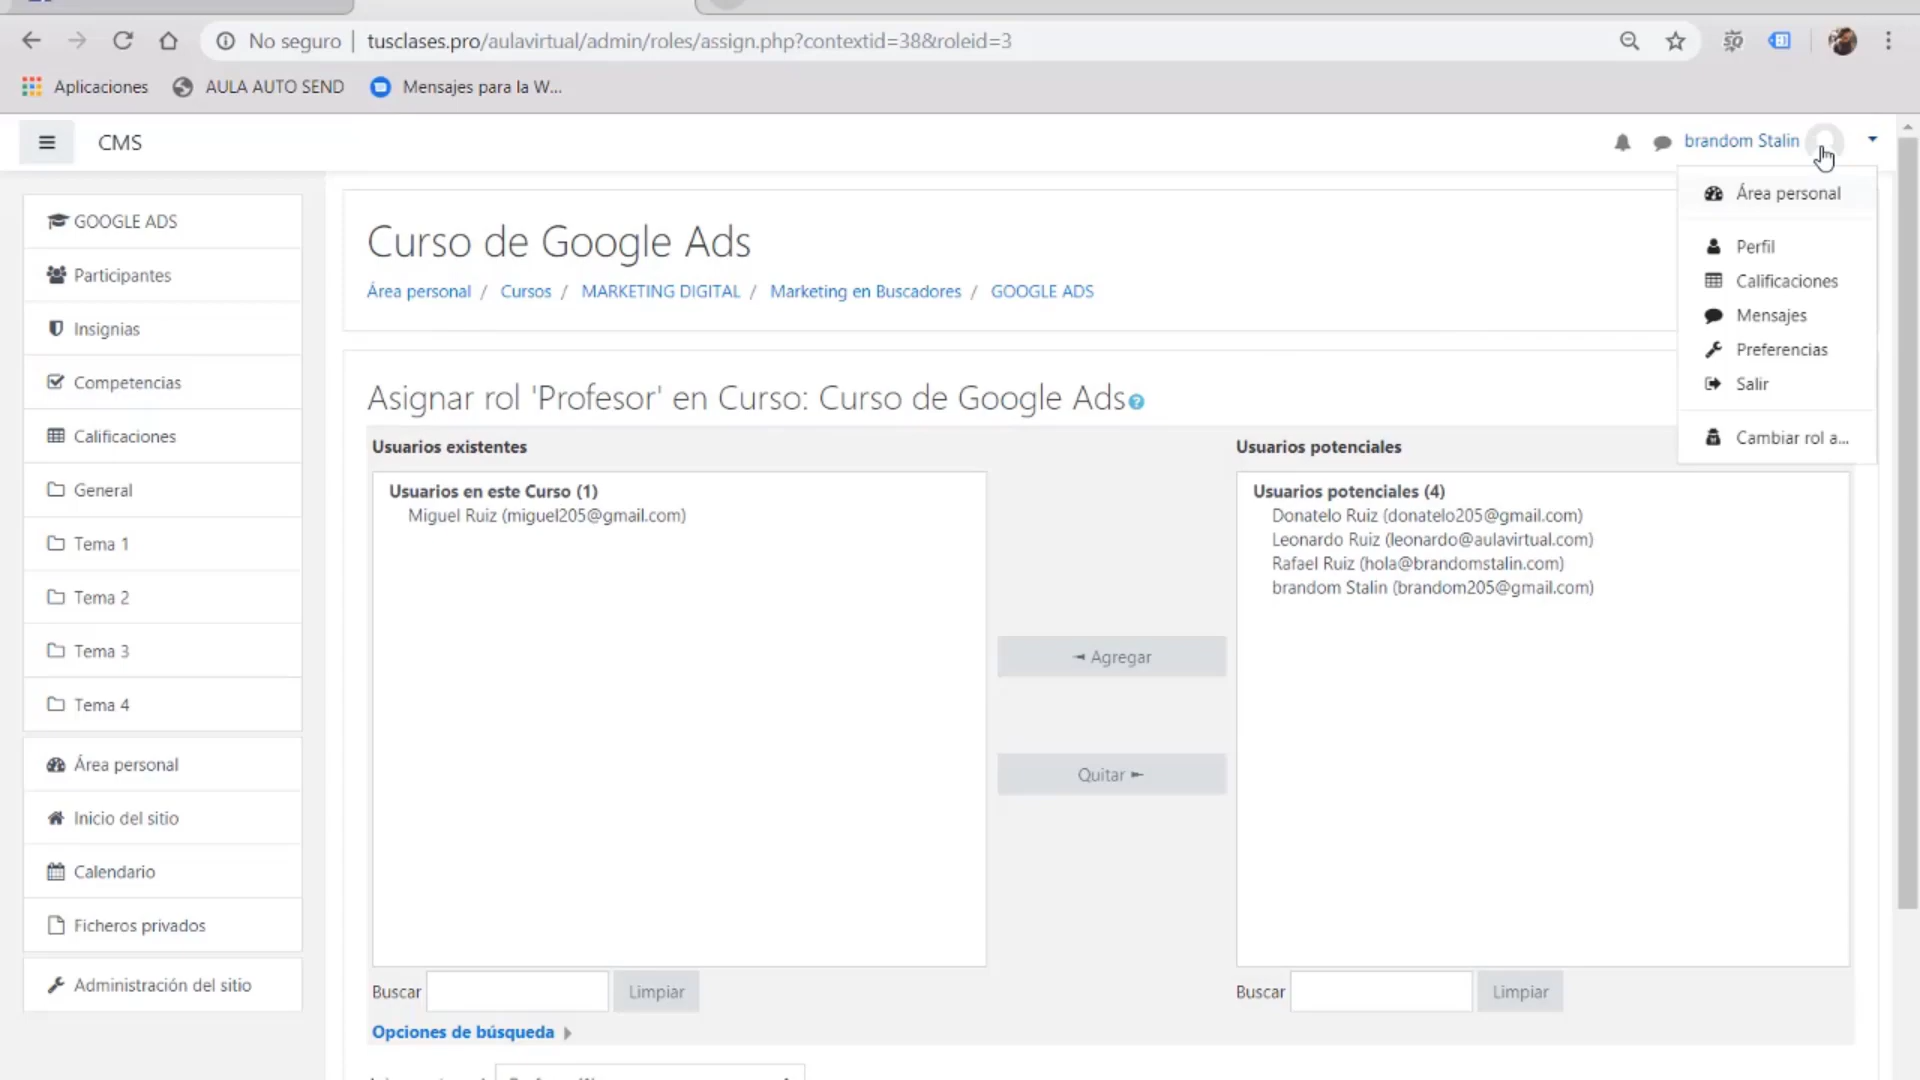 No seguro | tusclases.pro/aulavirtual/admin/roles/assign.php?contextid=38&roleid=3
Aplicaciones AULA AUTO SEND Mensajes para la W...
CMS
brandom Stalin
Área personal
Perfil
Calificaciones
Mensajes
Preferencias
Salir
Cambiar rol a...
GOOGLE ADS
Participantes
Insignias
Competencias
Calificaciones
General
Tema 1
Tema 2
Tema 3
Tema 4
Área personal
Inicio del sitio
Calendario
Ficheros privados
Administración del sitio
Curso de Google Ads
Área personal / Cursos / MARKETING DIGITAL / Marketing en Buscadores / GOOGLE ADS
Asignar rol 'Profesor' en Curso: Curso de Google Ads
Usuarios existentes
Usuarios en este Curso (1)
Miguel Ruiz (miguel205@gmail.com)
Agregar
Quitar
Usuarios potenciales
Usuarios potenciales (4)
Donatelo Ruiz (donatelo205@gmail.com)
Leonardo Ruiz (leonardo@aulavirtual.com)
Rafael Ruiz (hola@brandomstalin.com)
brandom Stalin (brandom205@gmail.com)
Buscar Limpiar
Buscar Limpiar
Opciones de búsqueda